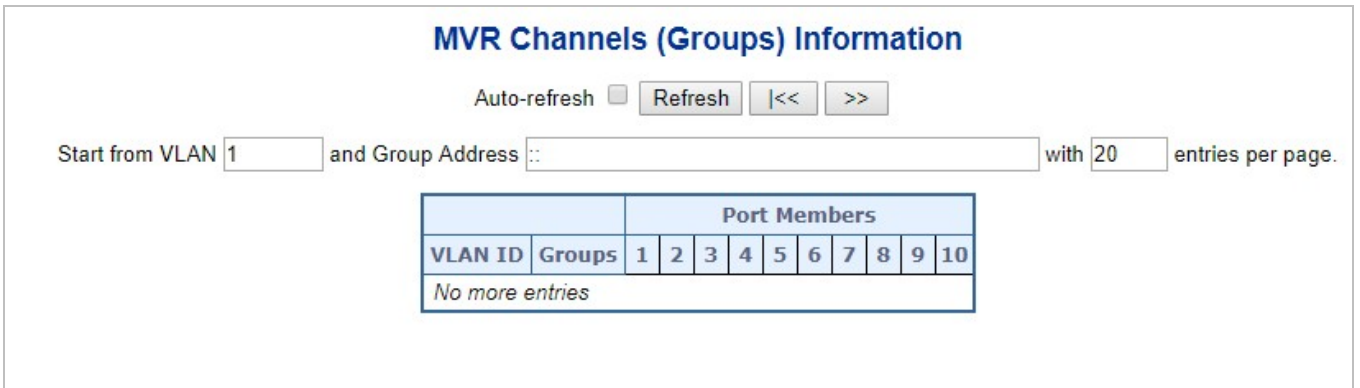 MVR Channels (Groups) Information
Auto-refresh Refresh |<< >>
Start from VLAN 1 and Group Address :: with 20 entries per page.
Port Members
VLAN ID Groups 1 2 3 4 5 6 7 8 9 10
No more entries